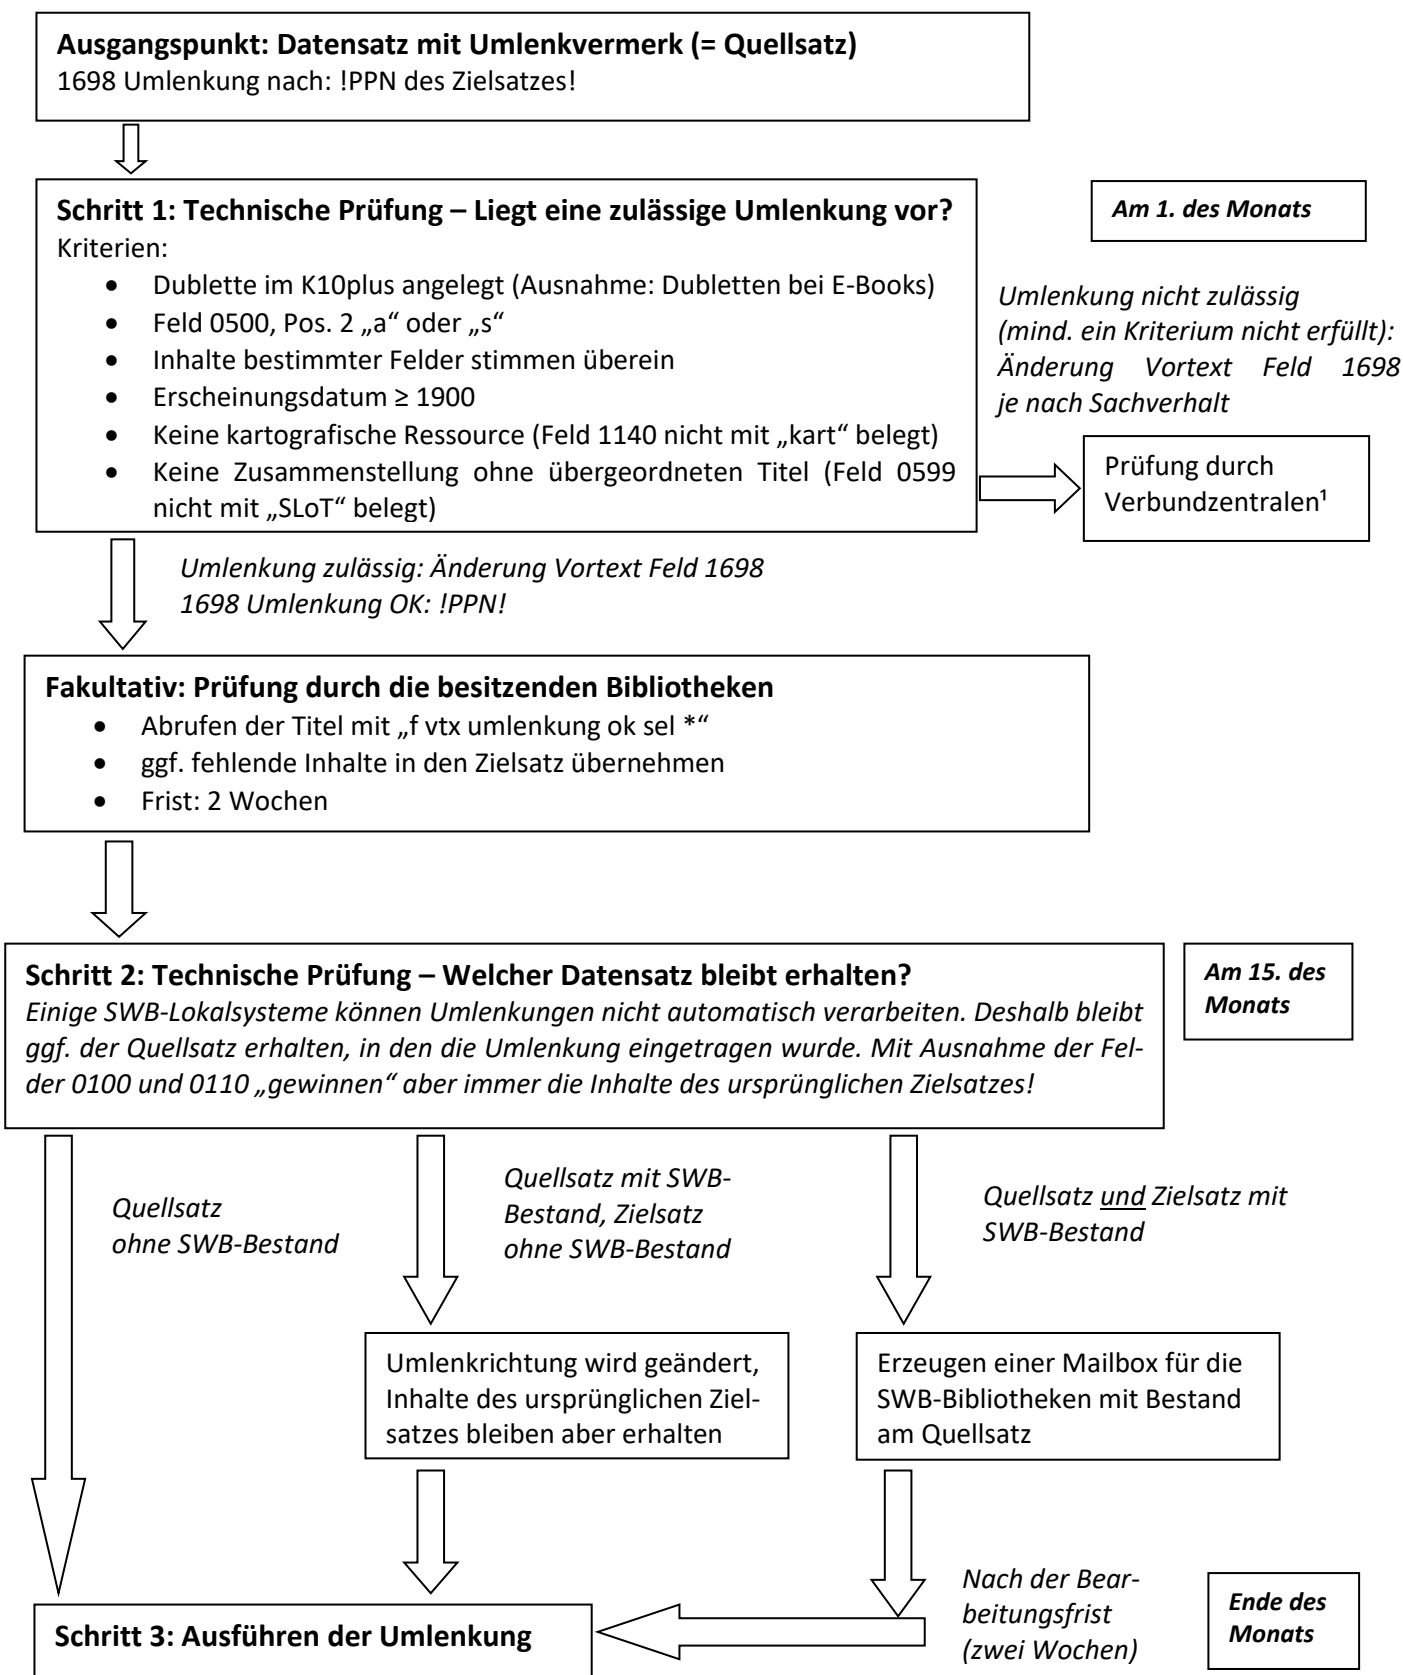 Ausgangspunkt: Datensatz mit Umlenkvermerk (= Quellsatz)
1698 Umlenkung nach: !PPN des Zielsatzes!
Schritt 1: Technische Prüfung – Liegt eine zulässige Umlenkung vor?
Kriterien:
• Dublette im K10plus angelegt (Ausnahme: Dubletten bei E-Books)
• Feld 0500, Pos. 2 „a“ oder „s“
• Inhalte bestimmter Felder stimmen überein
• Erscheinungsdatum ≥ 1900
• Keine kartografische Ressource (Feld 1140 nicht mit „kart“ belegt)
• Keine Zusammenstellung ohne übergeordneten Titel (Feld 0599
nicht mit „SLoT“ belegt)
Am 1. des Monats
Umlenkung nicht zulässig
(mind. ein Kriterium nicht erfüllt):
Änderung Vortext Feld 1698
je nach Sachverhalt
Prüfung durch
Verbundzentralen¹
Umlenkung zulässig: Änderung Vortext Feld 1698
1698 Umlenkung OK: !PPN!
Fakultativ: Prüfung durch die besitzenden Bibliotheken
• Abrufen der Titel mit „f vtx umlenkung ok sel *“
• ggf. fehlende Inhalte in den Zielsatz übernehmen
• Frist: 2 Wochen
Schritt 2: Technische Prüfung – Welcher Datensatz bleibt erhalten?
Einige SWB-Lokalsysteme können Umlenkungen nicht automatisch verarbeiten. Deshalb bleibt
ggf. der Quellsatz erhalten, in den die Umlenkung eingetragen wurde. Mit Ausnahme der Fel-
der 0100 und 0110 „gewinnen“ aber immer die Inhalte des ursprünglichen Zielsatzes!
Am 15. des
Monats
Quellsatz
ohne SWB-Bestand
Quellsatz mit SWB-
Bestand, Zielsatz
ohne SWB-Bestand
Quellsatz und Zielsatz mit
SWB-Bestand
Umlenkrichtung wird geändert,
Inhalte des ursprünglichen Ziel-
satzes bleiben aber erhalten
Erzeugen einer Mailbox für die
SWB-Bibliotheken mit Bestand
am Quellsatz
Nach der Bear-
beitungsfrist
(zwei Wochen)
Ende des
Monats
Schritt 3: Ausführen der Umlenkung